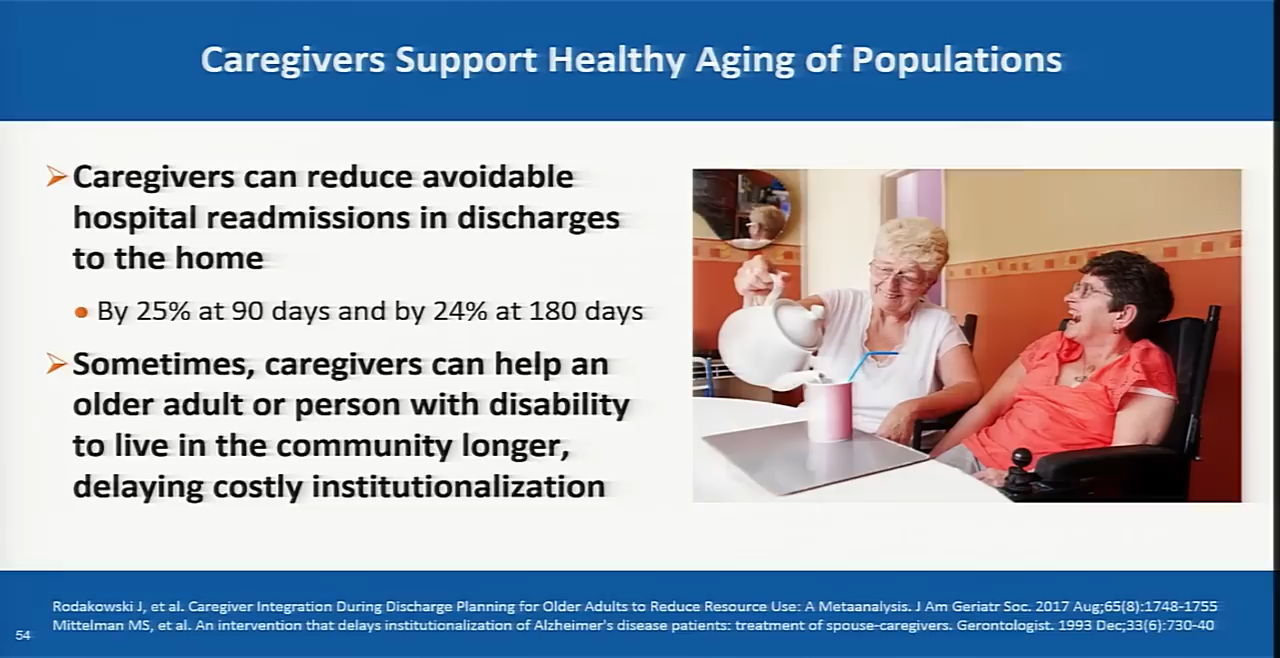 Caregivers Support Healthy Aging of Populations
Caregivers can reduce avoidable
hospital readmissions in discharges
to the home
By 25% at 90 days and by 24% at 180 days
Sometimes, caregivers can help an
older adult or person with disability
to live in the community longer,
delaying costly institutionalization
Rodakowski J, et al. Caregiver Integration During Discharge Planning for Older Adults to Reduce Resource Use: A Metaanalysis. J Am Geriatr Soc. 2017 Aug;65(8):1748-1755
Mittelman MS, et al. An intervention that delays institutionalization of Alzheimer's disease patients: treatment of spouse-caregivers. Gerontologist. 1993 Dec;33(6):730-40
54